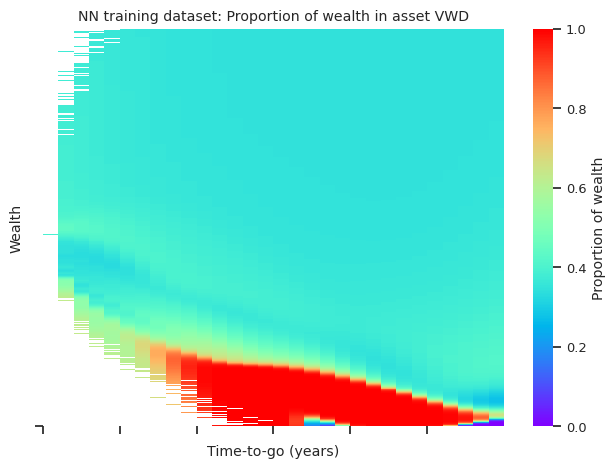 NN training dataset: Proportion of wealth in asset VWD
1.0
0.8
0.6
0.4
0.2
0.0
Proportion of wealth
Wealth
Time-to-go (years)